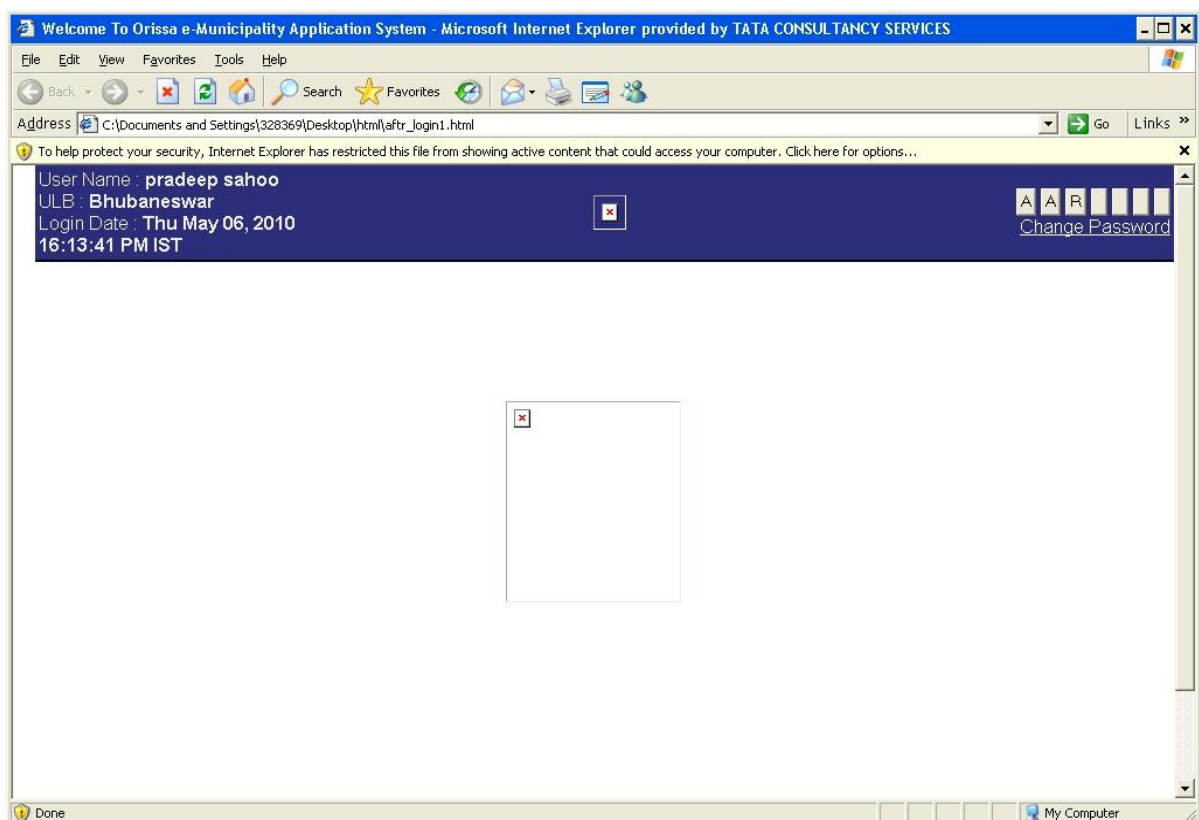 Welcome To Orissa e-Municipality Application System - Microsoft Internet Explorer provided by TATA CONSULTANCY SERVICES
File Edit View Favorites Tools Help
Back Search Favorites
Address C:\Documents and Settings\328369\Desktop\html\aftr_login1.html Go Links »
To help protect your security, Internet Explorer has restricted this file from showing active content that could access your computer. Click here for options...
User Name : pradeep sahoo
ULB : Bhubaneswar
Login Date : Thu May 06, 2010
16:13:41 PM IST
A A R
Change Password
Done My Computer